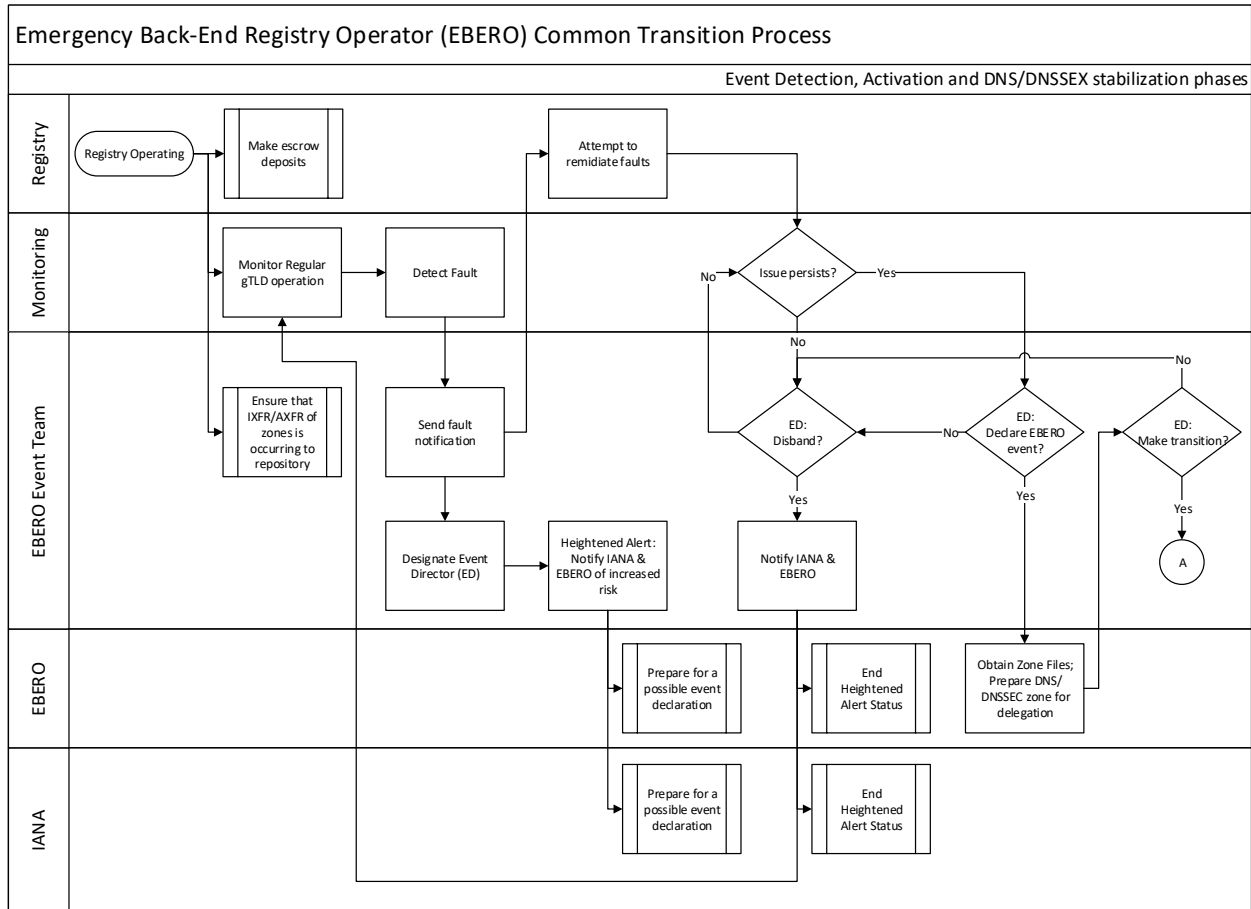 Emergency Back-End Registry Operator (EBERO) Common Transition Process
Event Detection, Activation and DNS/DNSSEX stabilization phases
Registry
Registry Operating
Make escrow
deposits
Attempt to
remidiate faults
Monitoring
Monitor Regular
gTLD operation
Detect Fault
No
Issue persists?
Yes
No
EBERO Event Team
Ensure that
IXFR/AXFR of
zones is
occurring to
repository
Send fault
notification
ED:
Disband?
No
ED:
Declare EBERO
event?
No
ED:
Make transition?
Yes
Yes
Yes
Designate Event
Director (ED)
Heightened Alert:
Notify IANA &
EBERO of increased
risk
Notify IANA &
EBERO
A
EBERO
Prepare for a
possible event
declaration
End
Heightened
Alert Status
Obtain Zone Files;
Prepare DNS/
DNSSEC zone for
delegation
IANA
Prepare for a
possible event
declaration
End
Heightened
Alert Status